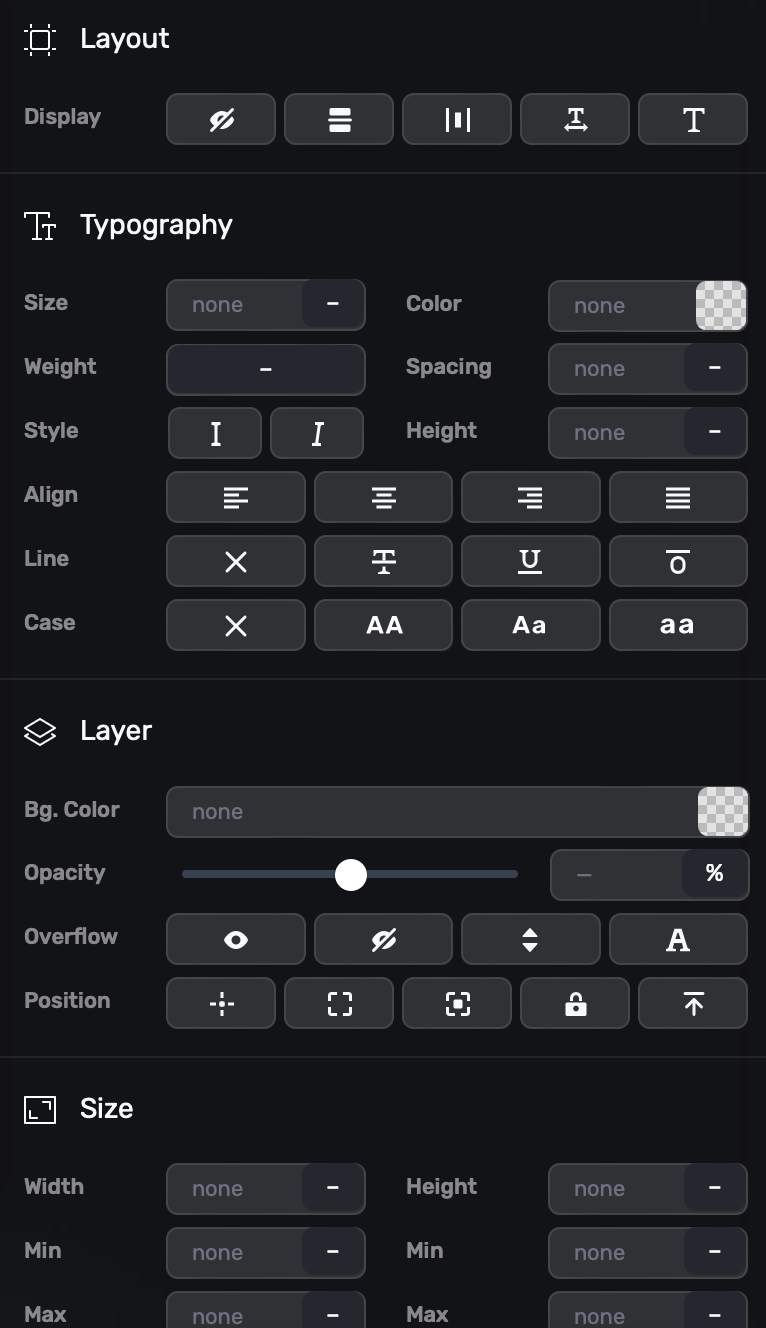 Layout
Display T T
Typography
Size none – Color none
Weight – Spacing none –
Style I I Height none –
Align
Line T U O
Case AA Aa aa
Layer
Bg. Color none
Opacity – %
Overflow A
Position
Size
Width none – Height none –
Min none – Min none –
Max none – Max none –